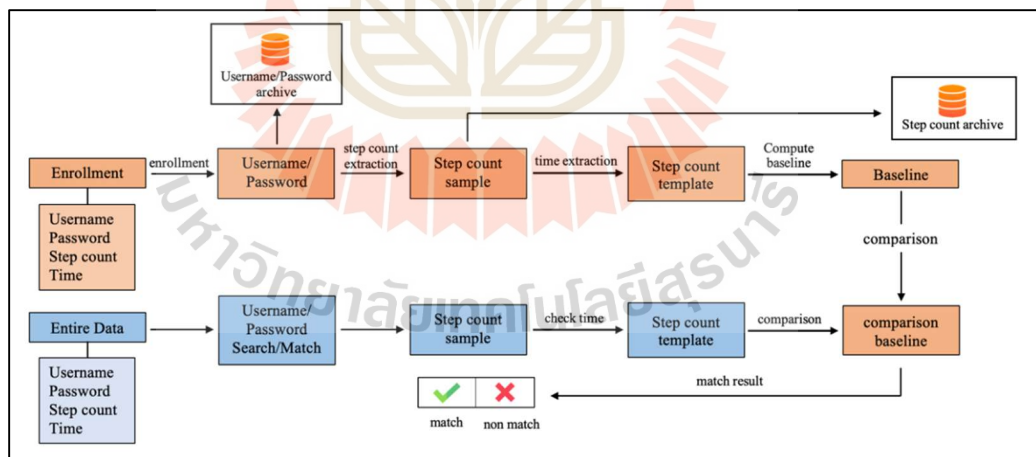 Username/Password
archive
Step count archive
Enrollment
enrollment
Username/
Password
step count
extraction
Step count
sample
time extraction
Step count
template
Compute
baseline
Baseline
Username
Password
Step count
Time
comparison
มหาวิทยาลัยเทคโนโลยีสุรนารี
Entire Data
Username/
Password
Search/Match
Step count
sample
check time
Step count
template
comparison
comparison
baseline
Username
Password
Step count
Time
match result
match
non match